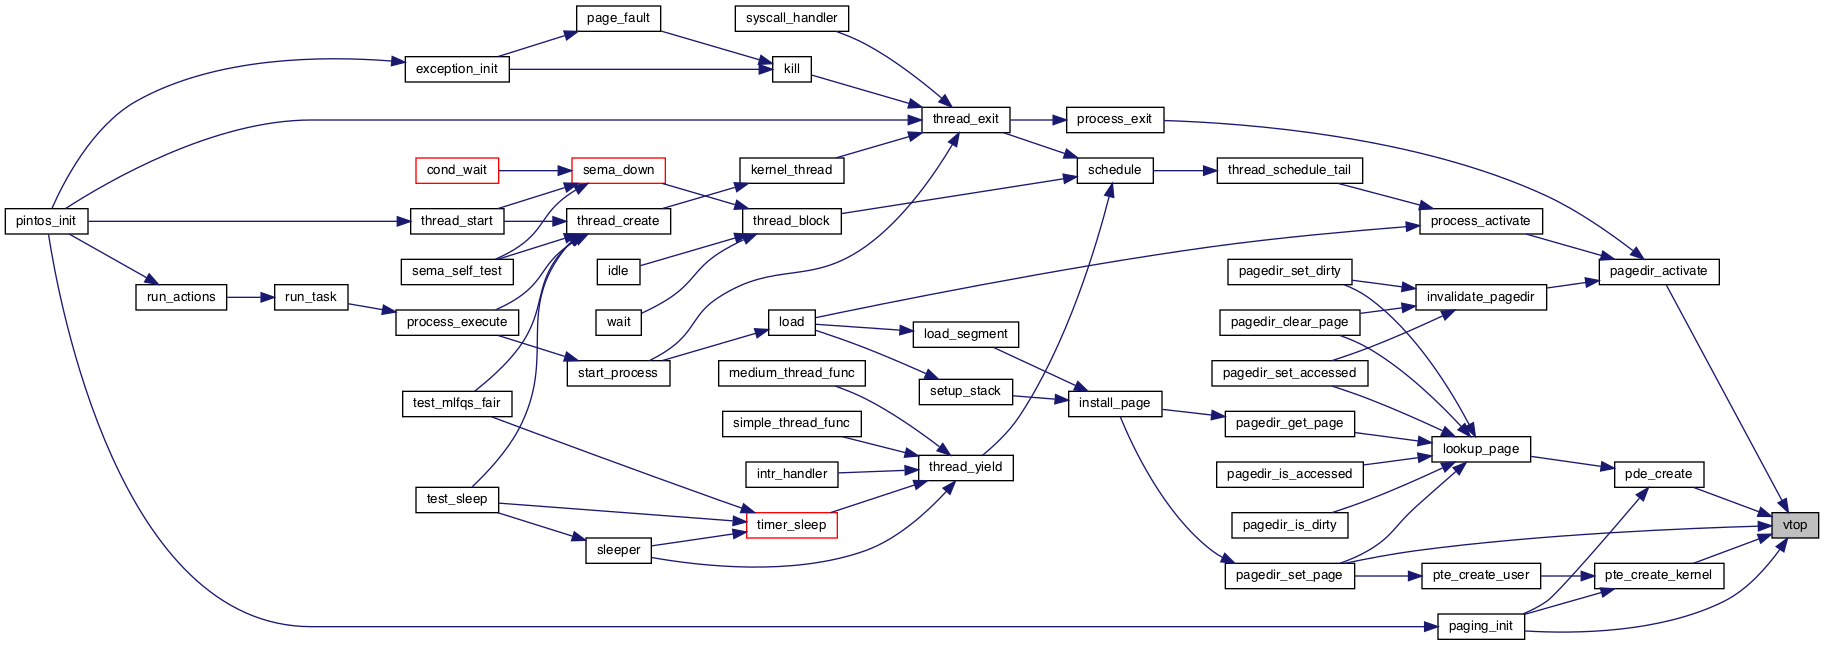 page_fault
syscall_handler
exception_init
kill
thread_exit
process_exit
cond_wait
sema_down
kernel_thread
schedule
thread_schedule_tail
pintos_init
thread_start
thread_create
thread_block
process_activate
sema_self_test
idle
pagedir_set_dirty
pagedir_activate
run_actions
run_task
invalidate_pagedir
process_execute
wait
load
load_segment
pagedir_clear_page
start_process
medium_thread_func
pagedir_set_accessed
setup_stack
test_mlfqs_fair
install_page
simple_thread_func
pagedir_get_page
lookup_page
intr_handler
thread_yield
pagedir_is_accessed
pde_create
test_sleep
timer_sleep
pagedir_is_dirty
vtop
sleeper
pagedir_set_page
pte_create_user
pte_create_kernel
paging_init